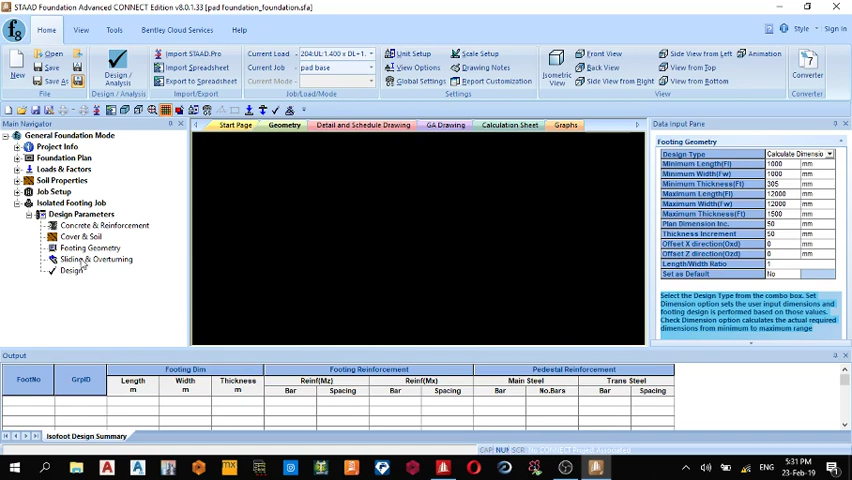 STAAD Foundation Advanced CONNECT Edition v8.0.1.33 [pad foundation_foundation.sfa]
Home View Tools Bentley Cloud Services Help Style Sign in
New Open Save Save As
File
Design / Analysis
Design / Analysis
Import STAAD.Pro
Import Spreadsheet
Export to Spreadsheet
Import/Export
Current Load 204:UL:1.400 x DL+1.
Current Job pad base
Current Mode
Job/Load/Mode
Unit Setup Scale Setup
View Options Drawing Notes
Global Settings Report Customization
Settings
Isometric View
Front View Side View from Left Animation
Back View View from Top
Side View from Right View from Bottom
View
Converter
Converter
Main Navigator
General Foundation Mode
Project Info
Foundation Plan
Loads & Factors
Soil Properties
Job Setup
Isolated Footing Job
Design Parameters
Concrete & Reinforcement
Cover & Soil
Footing Geometry
Sliding & Overturning
Design
Start Page Geometry Detail and Schedule Drawing GA Drawing Calculation Sheet Graphs
Data Input Pane
Footing Geometry
Design Type Calculate Dimensio
Minimum Length(Fl) 1000 mm
Minimum Width(Fw) 1000 mm
Minimum Thickness(Ft) 305 mm
Maximum Length(Fl) 12000 mm
Maximum Width(Fw) 12000 mm
Maximum Thickness(Ft) 1500 mm
Plan Dimension Inc. 50 mm
Thickness Increment 50 mm
Offset X direction(Oxd) 0 mm
Offset Z direction(Ozd) 0 mm
Length/Width Ratio 1
Set as Default No
Select the Design Type from the combo box. Set
Dimension option sets the user input dimensions and
footing design is performed based on those values.
Check Dimension option calculates the actual required
dimensions from minimum to maximum range
Output
FootNo GrpID Footing Dim Footing Reinforcement Pedestal Reinforcement
Length m Width m Thickness m Reinf(Mz) Reinf(Mx) Main Steel Trans Steel
Bar Spacing Bar Spacing Bar No.Bars Bar Spacing
Isofoot Design Summary
CAP NUM SCR
ENG
5:31 PM
23-Feb-19